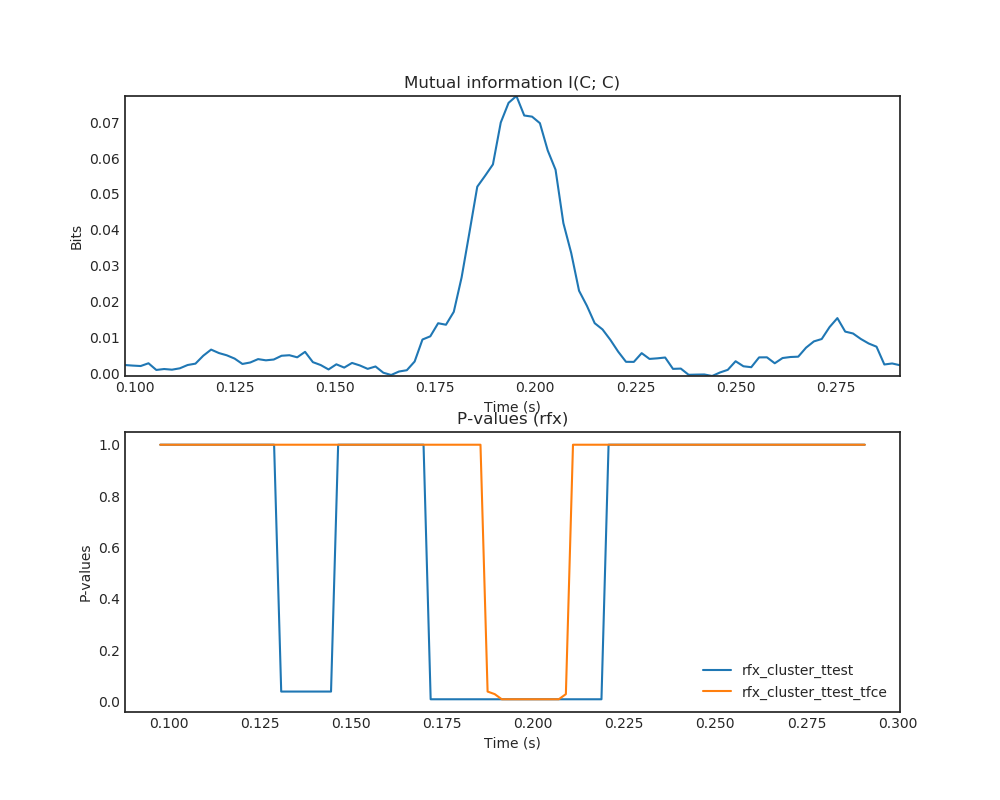 Mutual information I(C; C)
0.07
0.06
0.05
0.04
0.03
0.02
0.01
0.00
Bits
0.100 0.125 0.150 0.175 0.200 0.225 0.250 0.275
Time (s)
P-values (rfx)
1.0
0.8
0.6
0.4
0.2
0.0
P-values
rfx_cluster_ttest
rfx_cluster_ttest_tfce
0.100 0.125 0.150 0.175 0.200 0.225 0.250 0.275 0.300
Time (s)